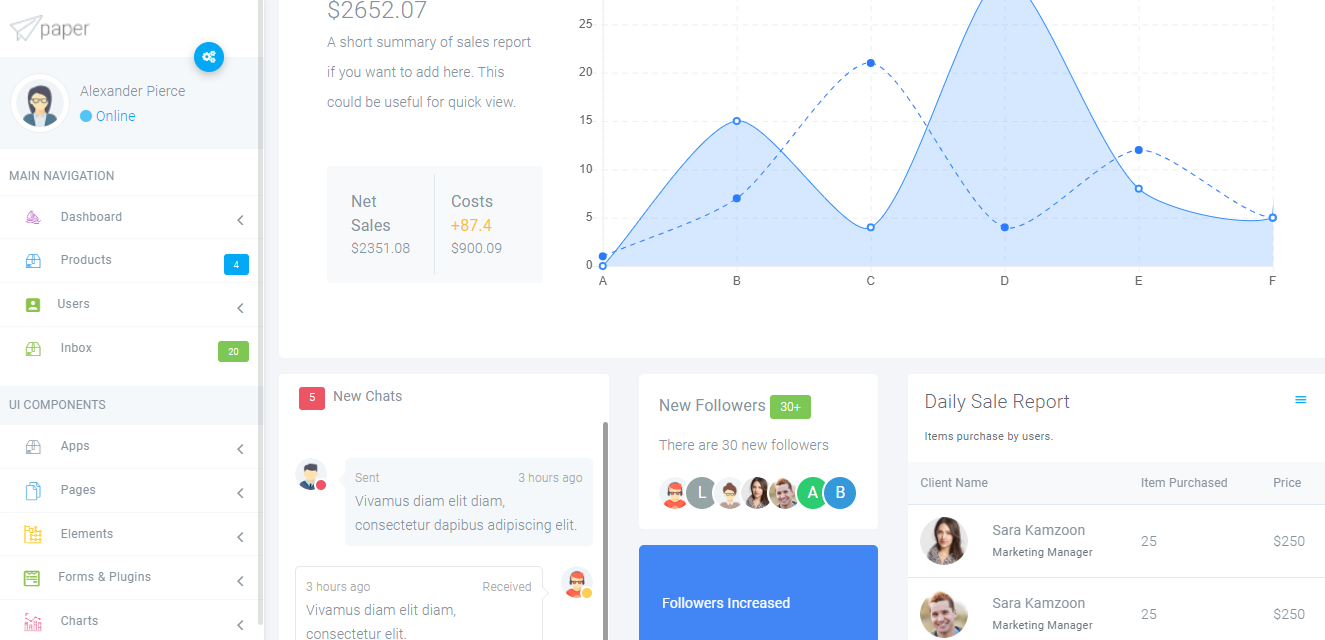 paper
Alexander Pierce
Online
MAIN NAVIGATION
Dashboard
Products 4
Users
Inbox 20
UI COMPONENTS
Apps
Pages
Elements
Forms & Plugins
Charts
$2652.07
A short summary of sales report
if you want to add here. This
could be useful for quick view.
Net
Sales
$2351.08
Costs
+87.4
$900.09
25
20
15
10
5
0
A B C D E F
5 New Chats
Sent 3 hours ago
Vivamus diam elit diam,
consectetur dapibus adipiscing elit.
3 hours ago Received
Vivamus diam elit diam,
consectetur elit.
New Followers 30+
There are 30 new followers
L A B
Followers Increased
Daily Sale Report
Items purchase by users.
Client Name Item Purchased Price
Sara Kamzoon
Marketing Manager
25 $250
Sara Kamzoon
Marketing Manager
25 $250